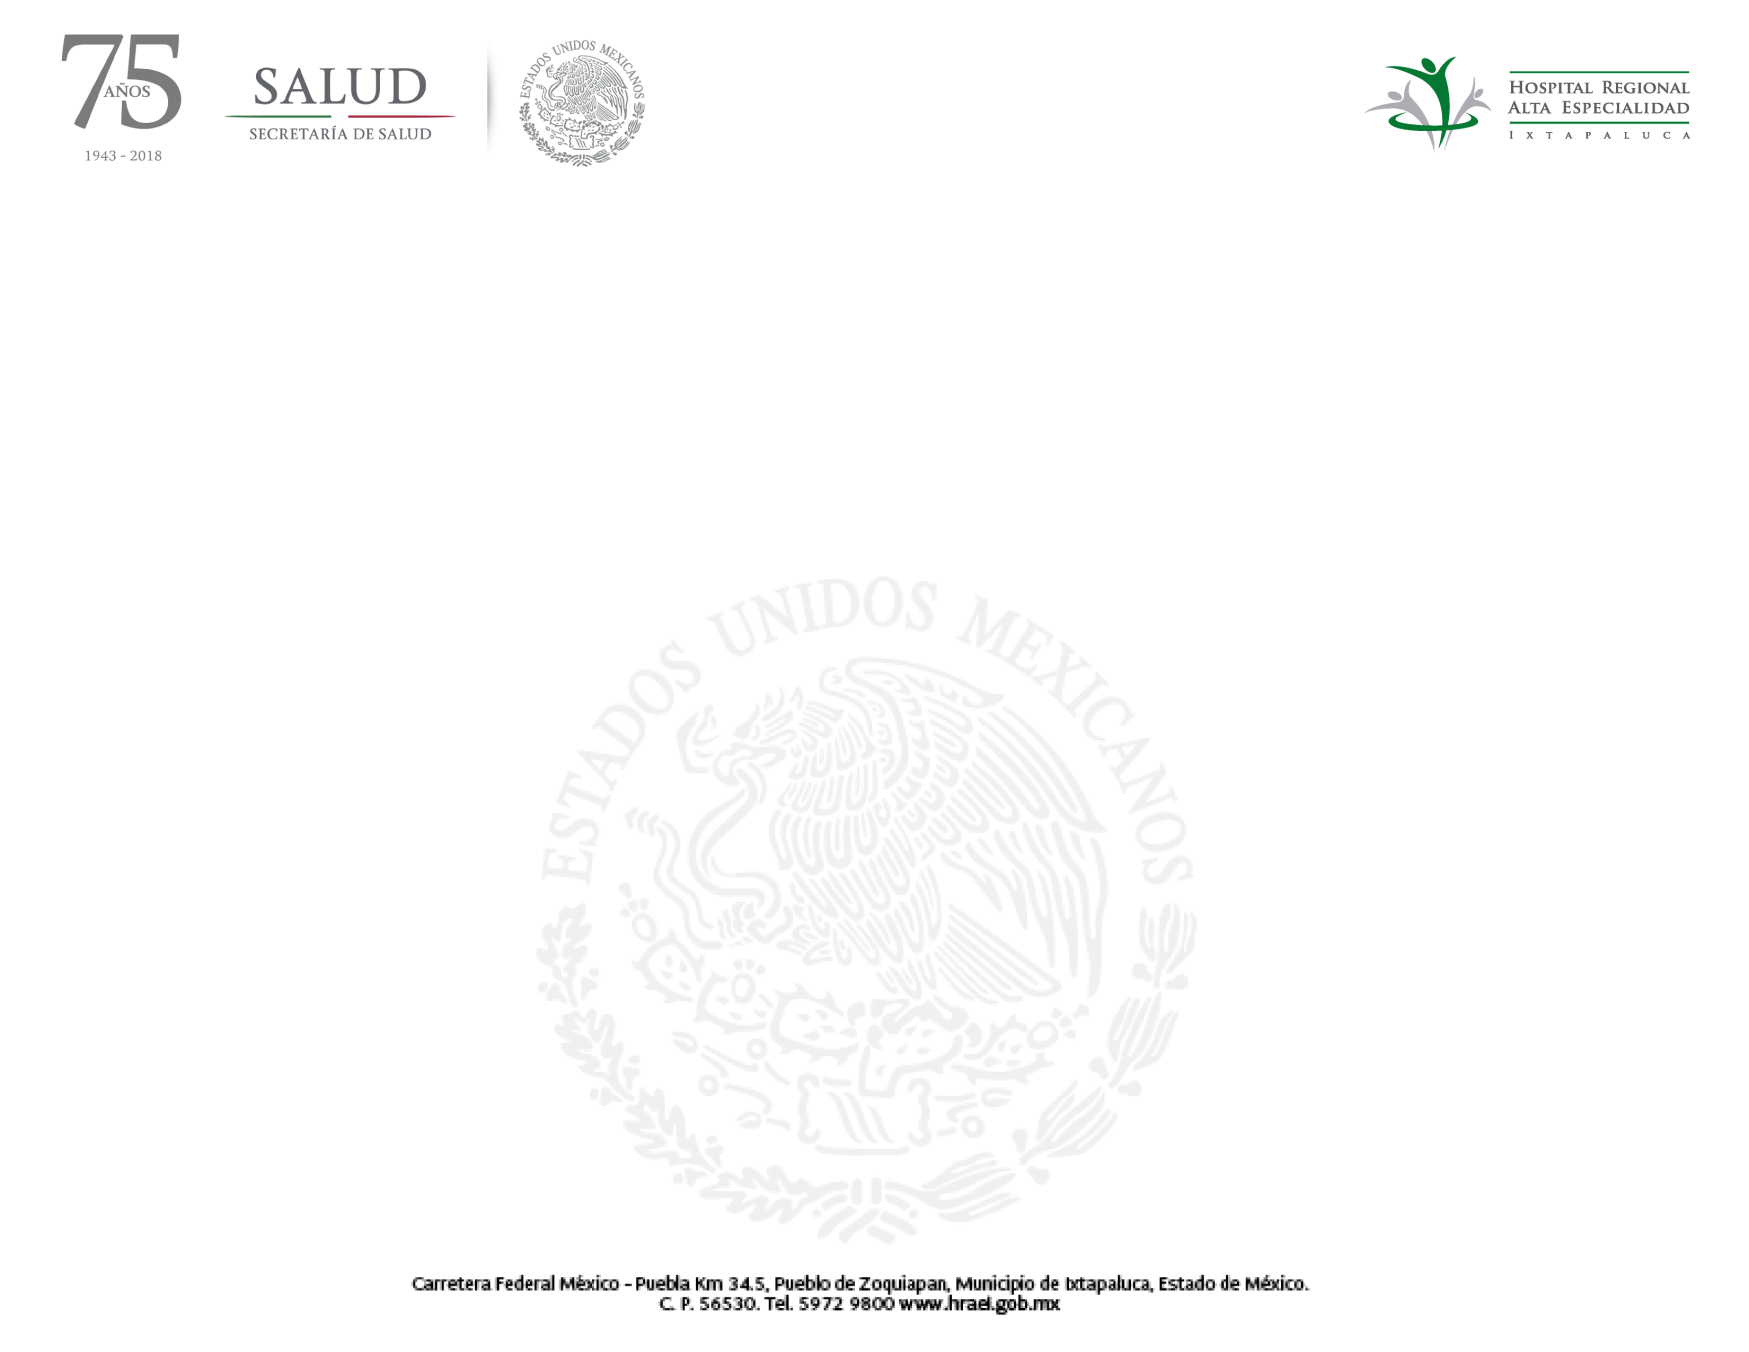 75
AÑOS
1943 - 2018
SALUD
SECRETARÍA DE SALUD
ESTADOS UNIDOS MEXICANOS
HOSPITAL REGIONAL
ALTA ESPECIALIDAD
IXTAPALUCA
ESTADOS UNIDOS MEXICANOS
Carretera Federal México - Puebla Km 34.5, Pueblo de Zoquiapan, Municipio de Ixtapaluca, Estado de México.
C. P. 56530. Tel. 5972 9800 www.hraei.gob.mx